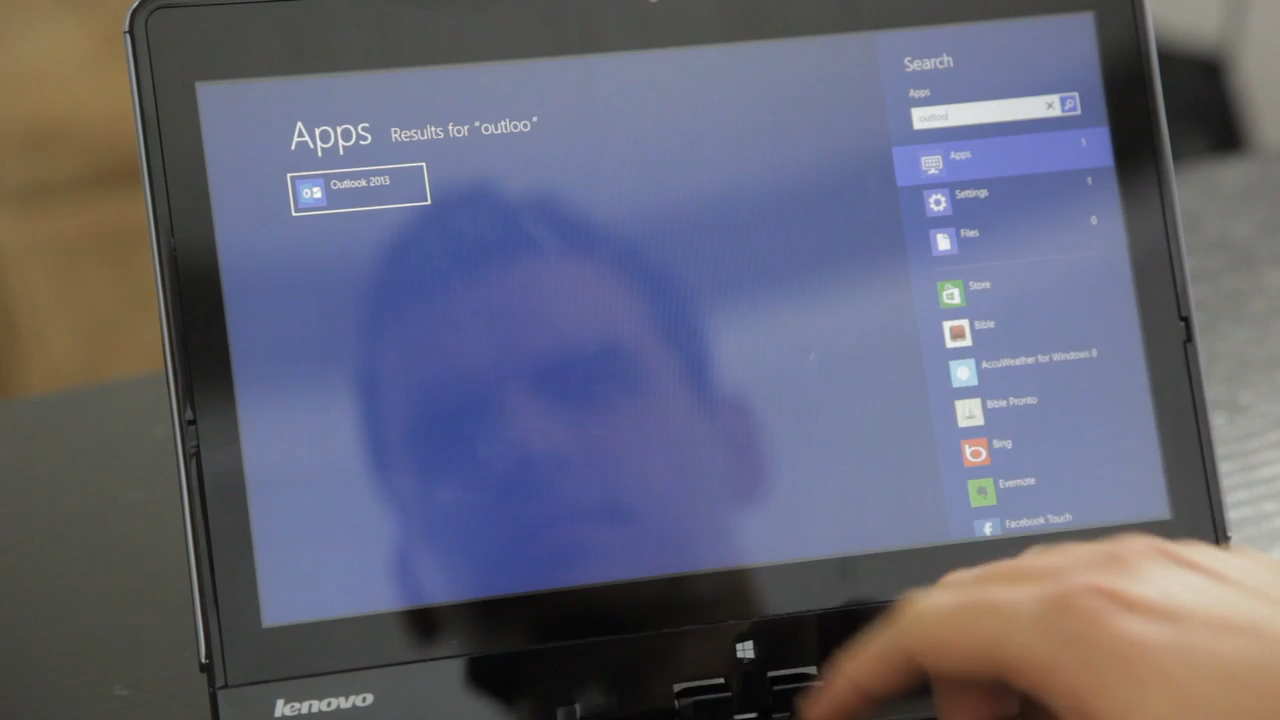 Apps Results for "outloo"
Outlook 2013
Search
Apps
outloo
Apps 1
Settings 1
Files 0
Store
Bible
AccuWeather for Windows 8
Bible Pronto
Bing
Evernote
Facebook Touch
lenovo